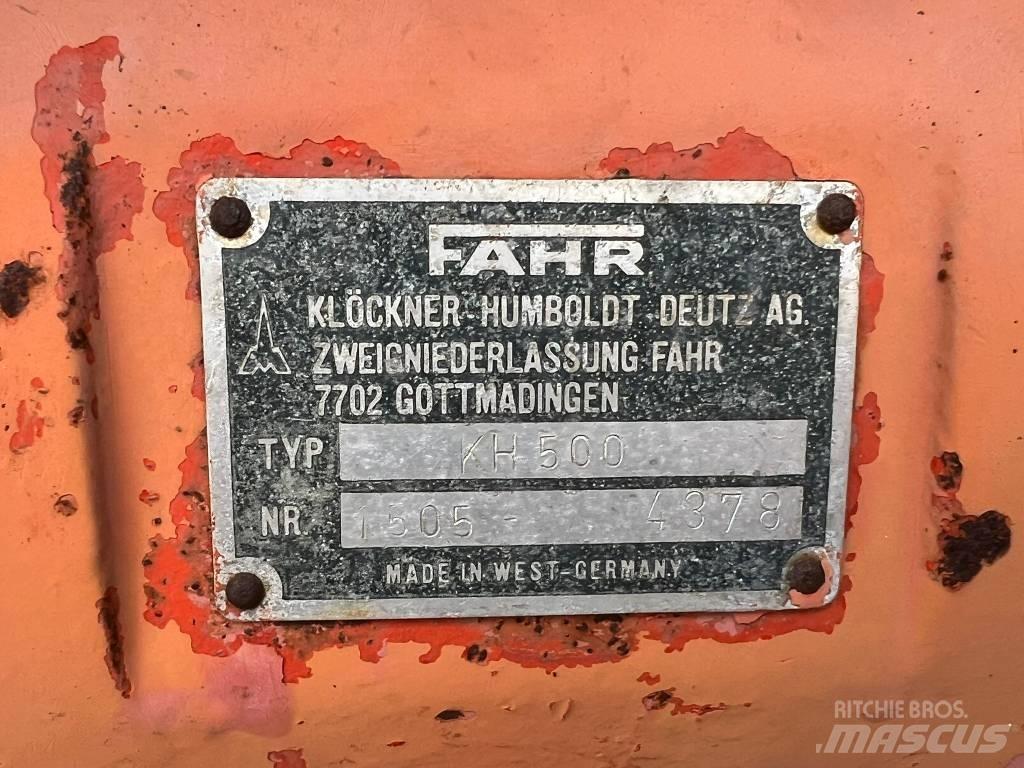 FAHR
KLÖCKNER-HUMBOLDT-DEUTZ AG.
ZWEIGNIEDERLASSUNG FAHR
7702 GOTTMADINGEN
TYP KH 500
NR. 1505 - 4378
MADE IN WEST-GERMANY
RITCHIE BROS.
MASCUS